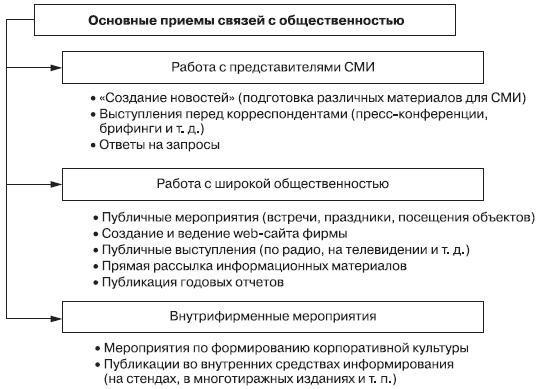 Основные приемы связей с общественностью
Работа с представителями СМИ
• «Создание новостей» (подготовка различных материалов для СМИ)
• Выступления перед корреспондентами (пресс-конференции,
брифинги и т. д.)
• Ответы на запросы
Работа с широкой общественностью
• Публичные мероприятия (встречи, праздники, посещения объектов)
• Создание и ведение web-сайта фирмы
• Публичные выступления (по радио, на телевидении и т. д.)
• Прямая рассылка информационных материалов
• Публикация годовых отчетов
Внутрифирменные мероприятия
• Мероприятия по формированию корпоративной культуры
• Публикации во внутренних средствах информирования
(на стендах, в многотиражных изданиях и т. п.)